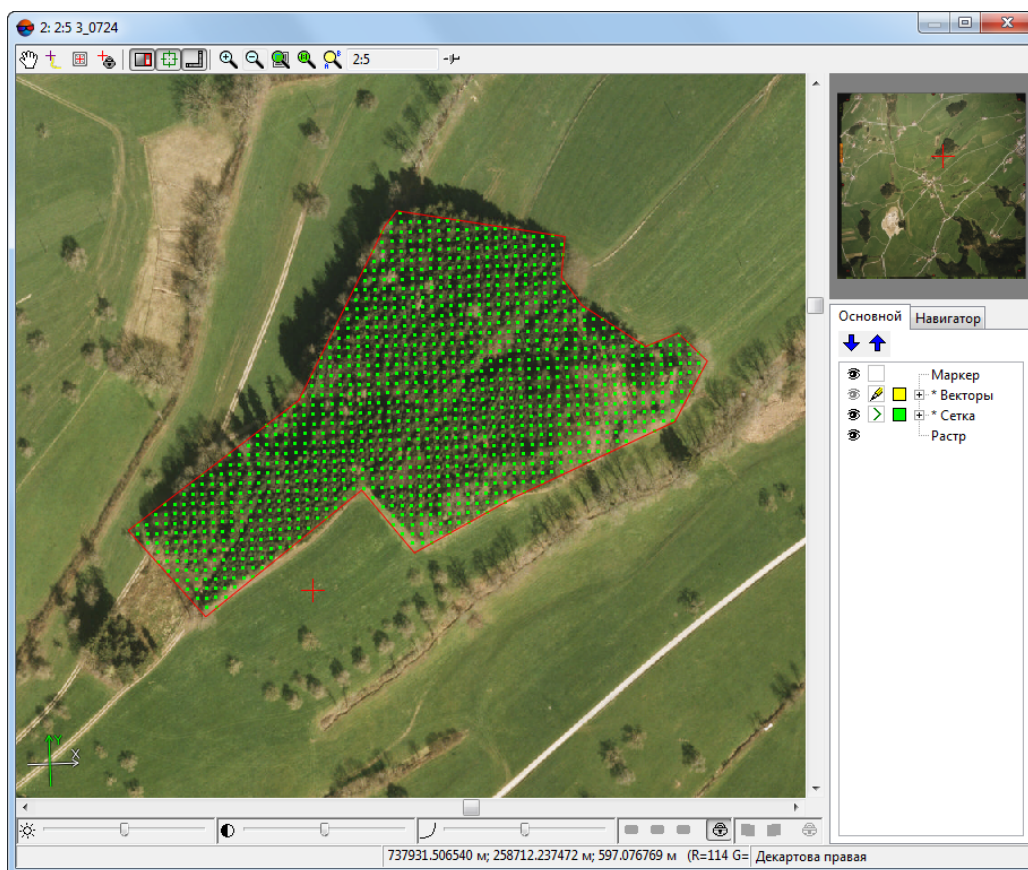 2: 2:5 3_0724
2:5
Основной
Навигатор
Маркер
* Векторы
* Сетка
Растр
Y
X
737931.506540 м; 258712.237472 м; 597.076769 м (R=114 G=
Декартова правая